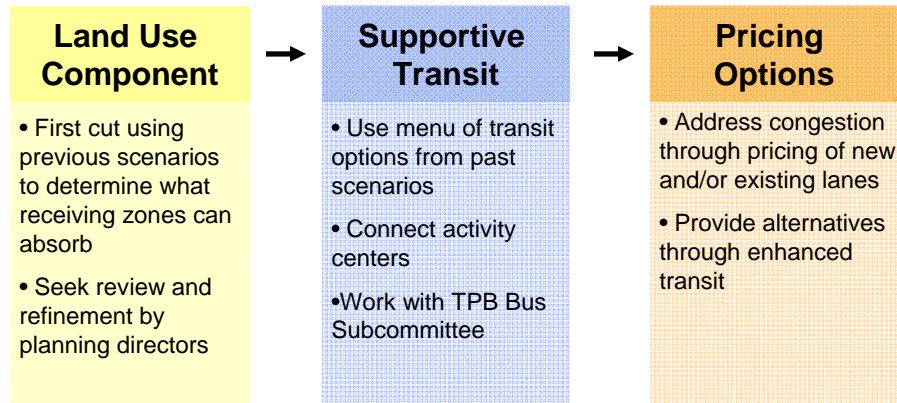 Land Use
Component
• First cut using
previous scenarios
to determine what
receiving zones can
absorb
• Seek review and
refinement by
planning directors
Supportive
Transit
• Use menu of transit
options from past
scenarios
• Connect activity
centers
•Work with TPB Bus
Subcommittee
Pricing
Options
• Address congestion
through pricing of new
and/or existing lanes
• Provide alternatives
through enhanced
transit